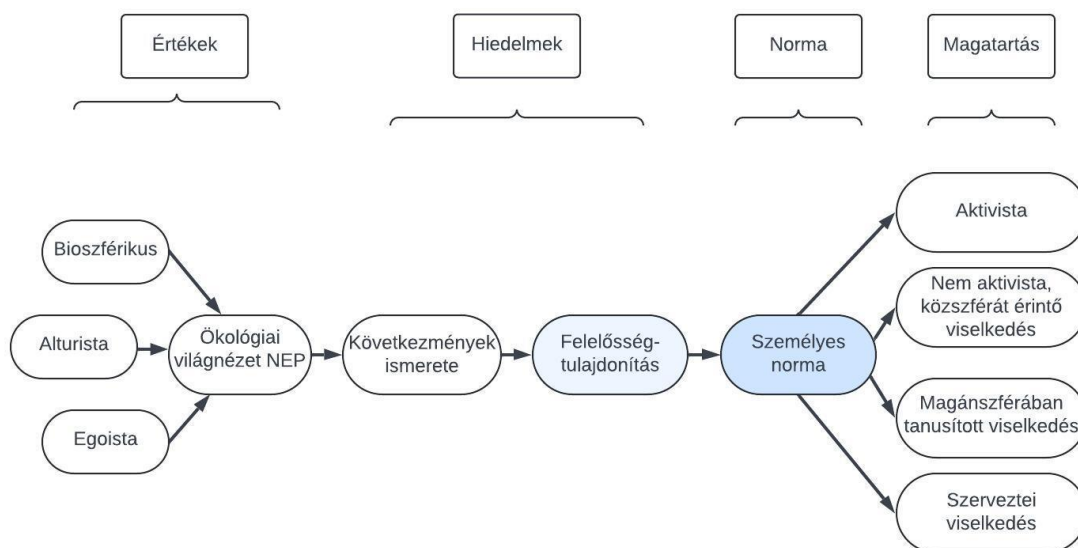 Értékek
Hiedelmek
Norma
Magatartás
Bioszférikus
Alturista
Egoista
Ökológiai
világnézet NEP
Következmények
ismerete
Felelősség-
tulajdonítás
Személyes
norma
Aktivista
Nem aktivista,
közszférát érintő
viselkedés
Magánszférában
tanusított viselkedés
Szerveztei
viselkedés